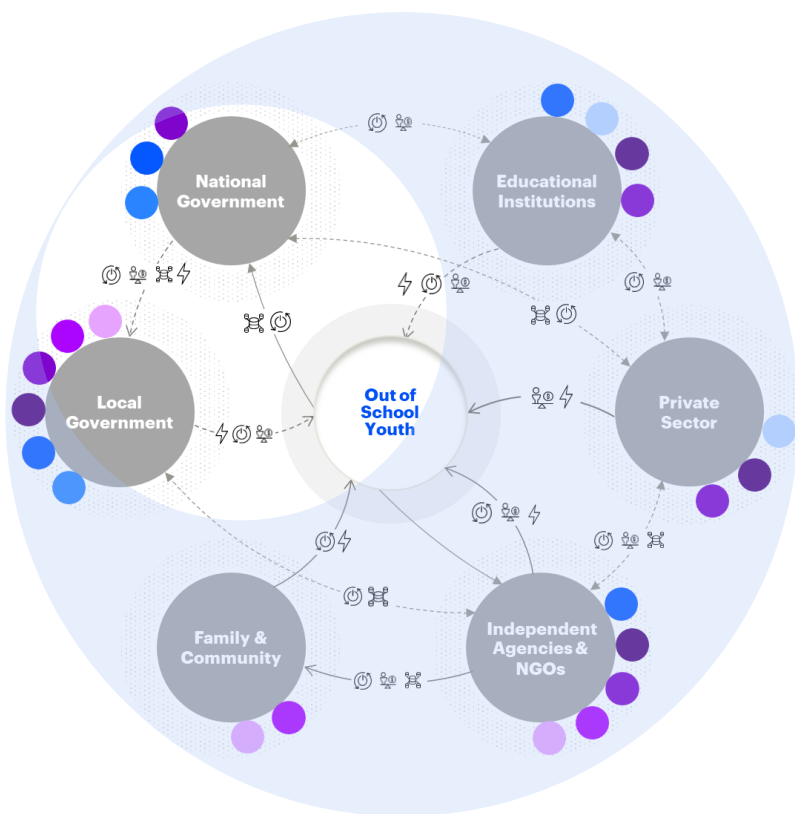 National
Government
Educational
Institutions
Out of
School
Youth
Local
Government
Private
Sector
Family &
Community
Independent
Agencies &
NGOs